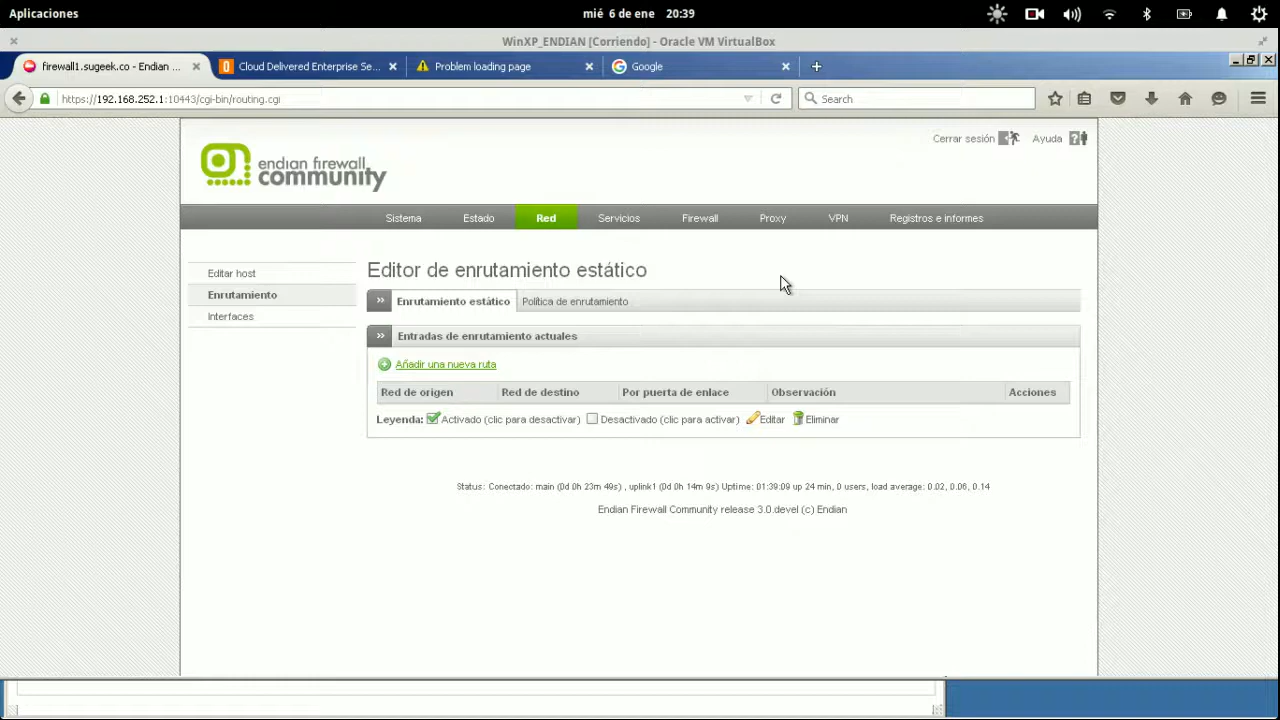 Aplicaciones
mié 6 de ene 20:39
WinXP_ENDIAN [Corriendo] - Oracle VM VirtualBox
firewall1.sugeek.co - Endian ...
Cloud Delivered Enterprise Se...
Problem loading page
Google
https://192.168.252.1:10443/cgi-bin/routing.cgi
Search
Cerrar sesión
Ayuda
endian firewall
community
Sistema
Estado
Red
Servicios
Firewall
Proxy
VPN
Registros e informes
Editar host
Enrutamiento
Interfaces
Editor de enrutamiento estático
Enrutamiento estático
Política de enrutamiento
Entradas de enrutamiento actuales
Añadir una nueva ruta
Red de origen Red de destino Por puerta de enlace Observación Acciones
Leyenda: Activado (clic para desactivar) Desactivado (clic para activar) Editar Eliminar
Status: Conectado: main (0d 0h 23m 49s) , uplink1 (0d 0h 14m 9s) Uptime: 01:39:09 up 24 min, 0 users, load average: 0.02, 0.06, 0.14
Endian Firewall Community release 3.0.devel (c) Endian